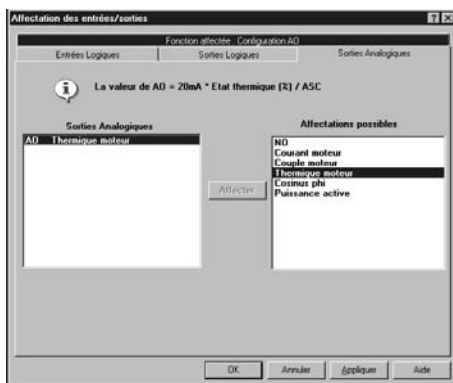 Affectation des entrées/sorties
Fonction affectée : Configuration AO
Entrées Logiques
Sorties Logiques
Sorties Analogiques
La valeur de AO = 20mA * Etat thermique (%) / ASC
Sorties Analogiques
AO Thermique moteur
Affecter
Affectations possibles
NO
Courant moteur
Couple moteur
Thermique moteur
Cosinus phi
Puissance active
OK
Annuler
Appliquer
Aide